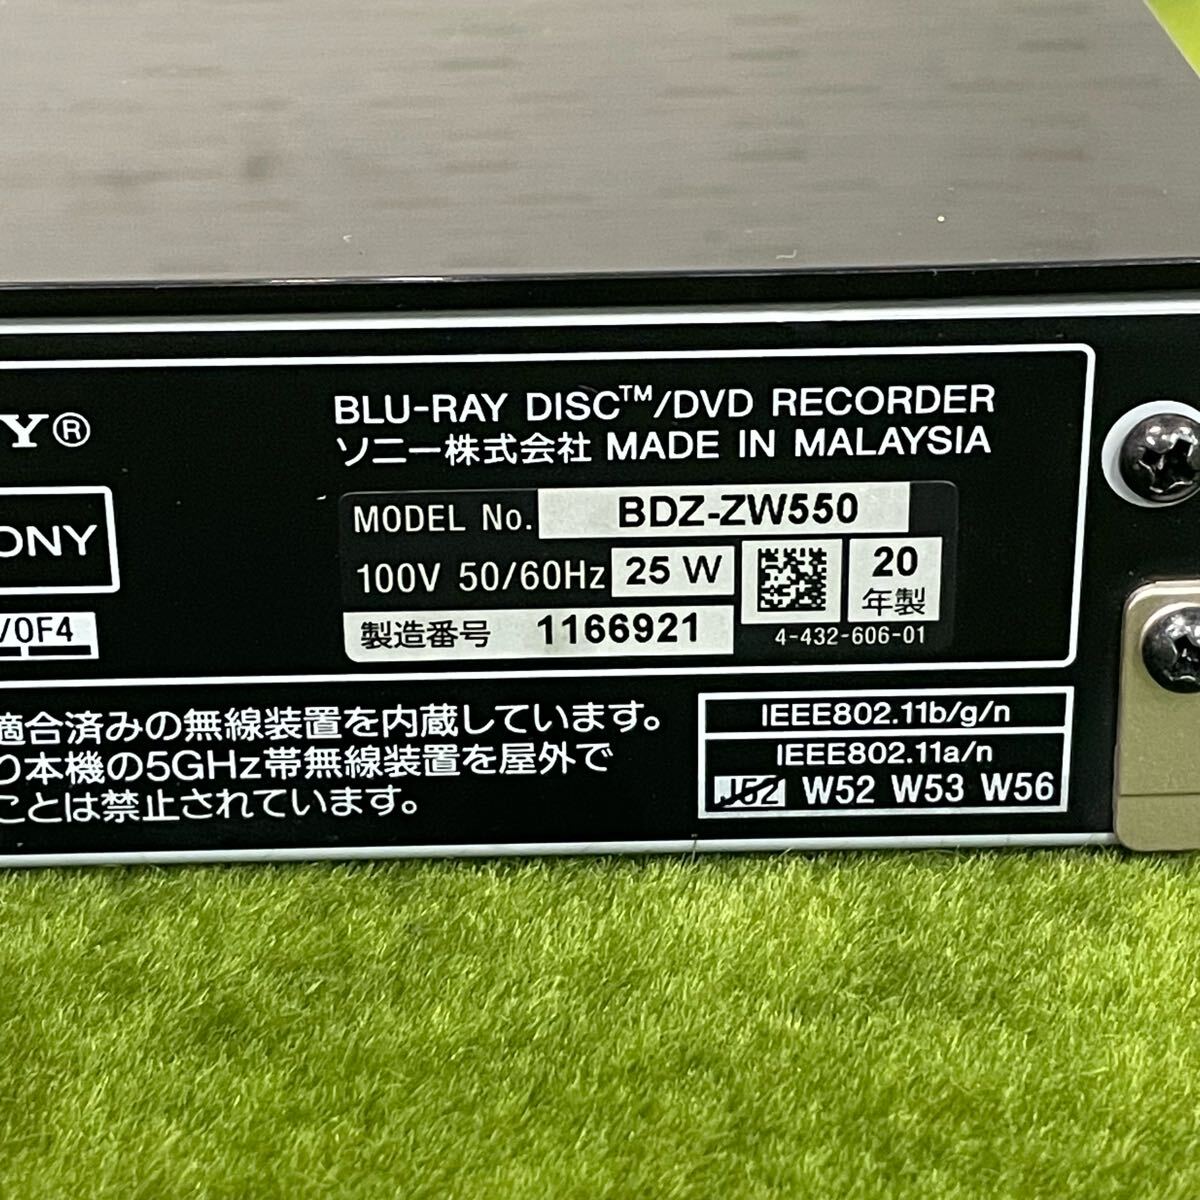 Y®
ONY
/0F4
BLU-RAY DISC™/DVD RECORDER
ソニー株式会社 MADE IN MALAYSIA
MODEL No. BDZ-ZW550
100V 50/60Hz 25 W
20
年製
製造番号 1166921
4-432-606-01
適合済みの無線装置を内蔵しています。
り本機の5GHz帯無線装置を屋外で
ことは禁止されています。
IEEE802.11b/g/n
IEEE802.11a/n
J52 W52 W53 W56